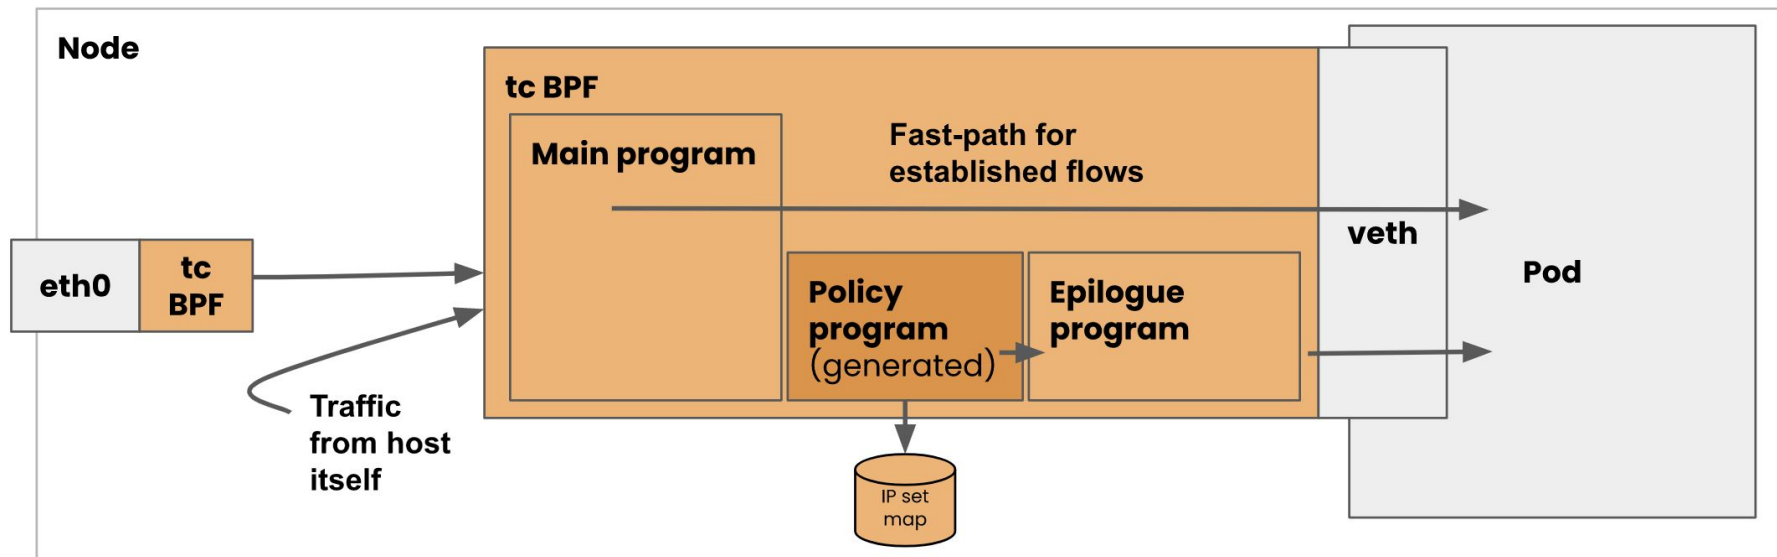 Node
tc BPF
Main program
Fast-path for
established flows
eth0
tc
BPF
veth
Pod
Policy
program
(generated)
Epilogue
program
Traffic
from host
itself
IP set
map